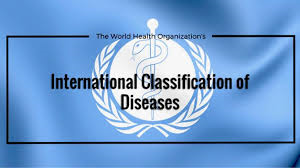 The World Health Organization's
International Classification of
Diseases